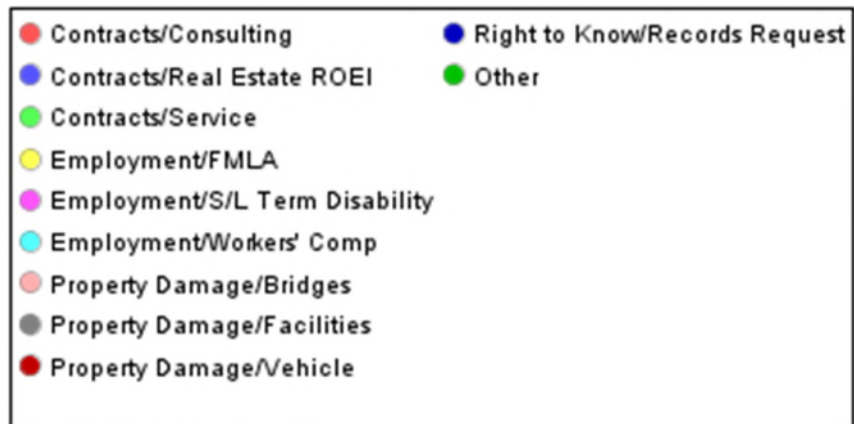 Contracts/Consulting
Contracts/Real Estate ROEI
Contracts/Service
Employment/FMLA
Employment/S/L Term Disability
Employment/Workers' Comp
Property Damage/Bridges
Property Damage/Facilities
Property Damage/Vehicle
Right to Know/Records Request
Other